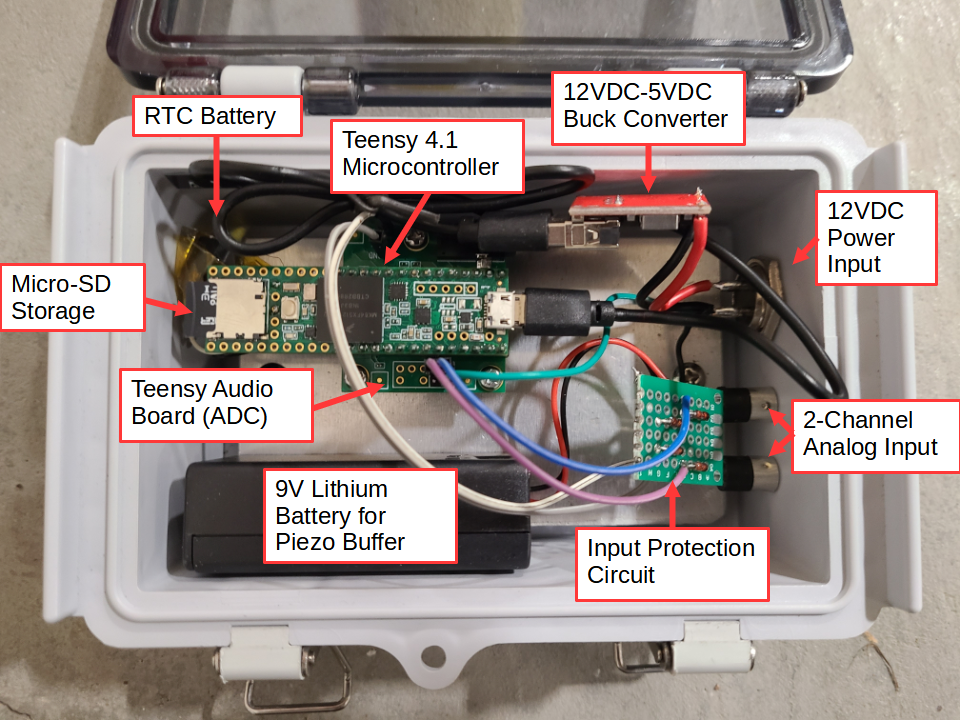 RTC Battery
12VDC-5VDC
Buck Converter
Teensy 4.1
Microcontroller
12VDC
Power
Input
Micro-SD
Storage
Teensy Audio
Board (ADC)
2-Channel
Analog Input
9V Lithium
Battery for
Piezo Buffer
Input Protection
Circuit